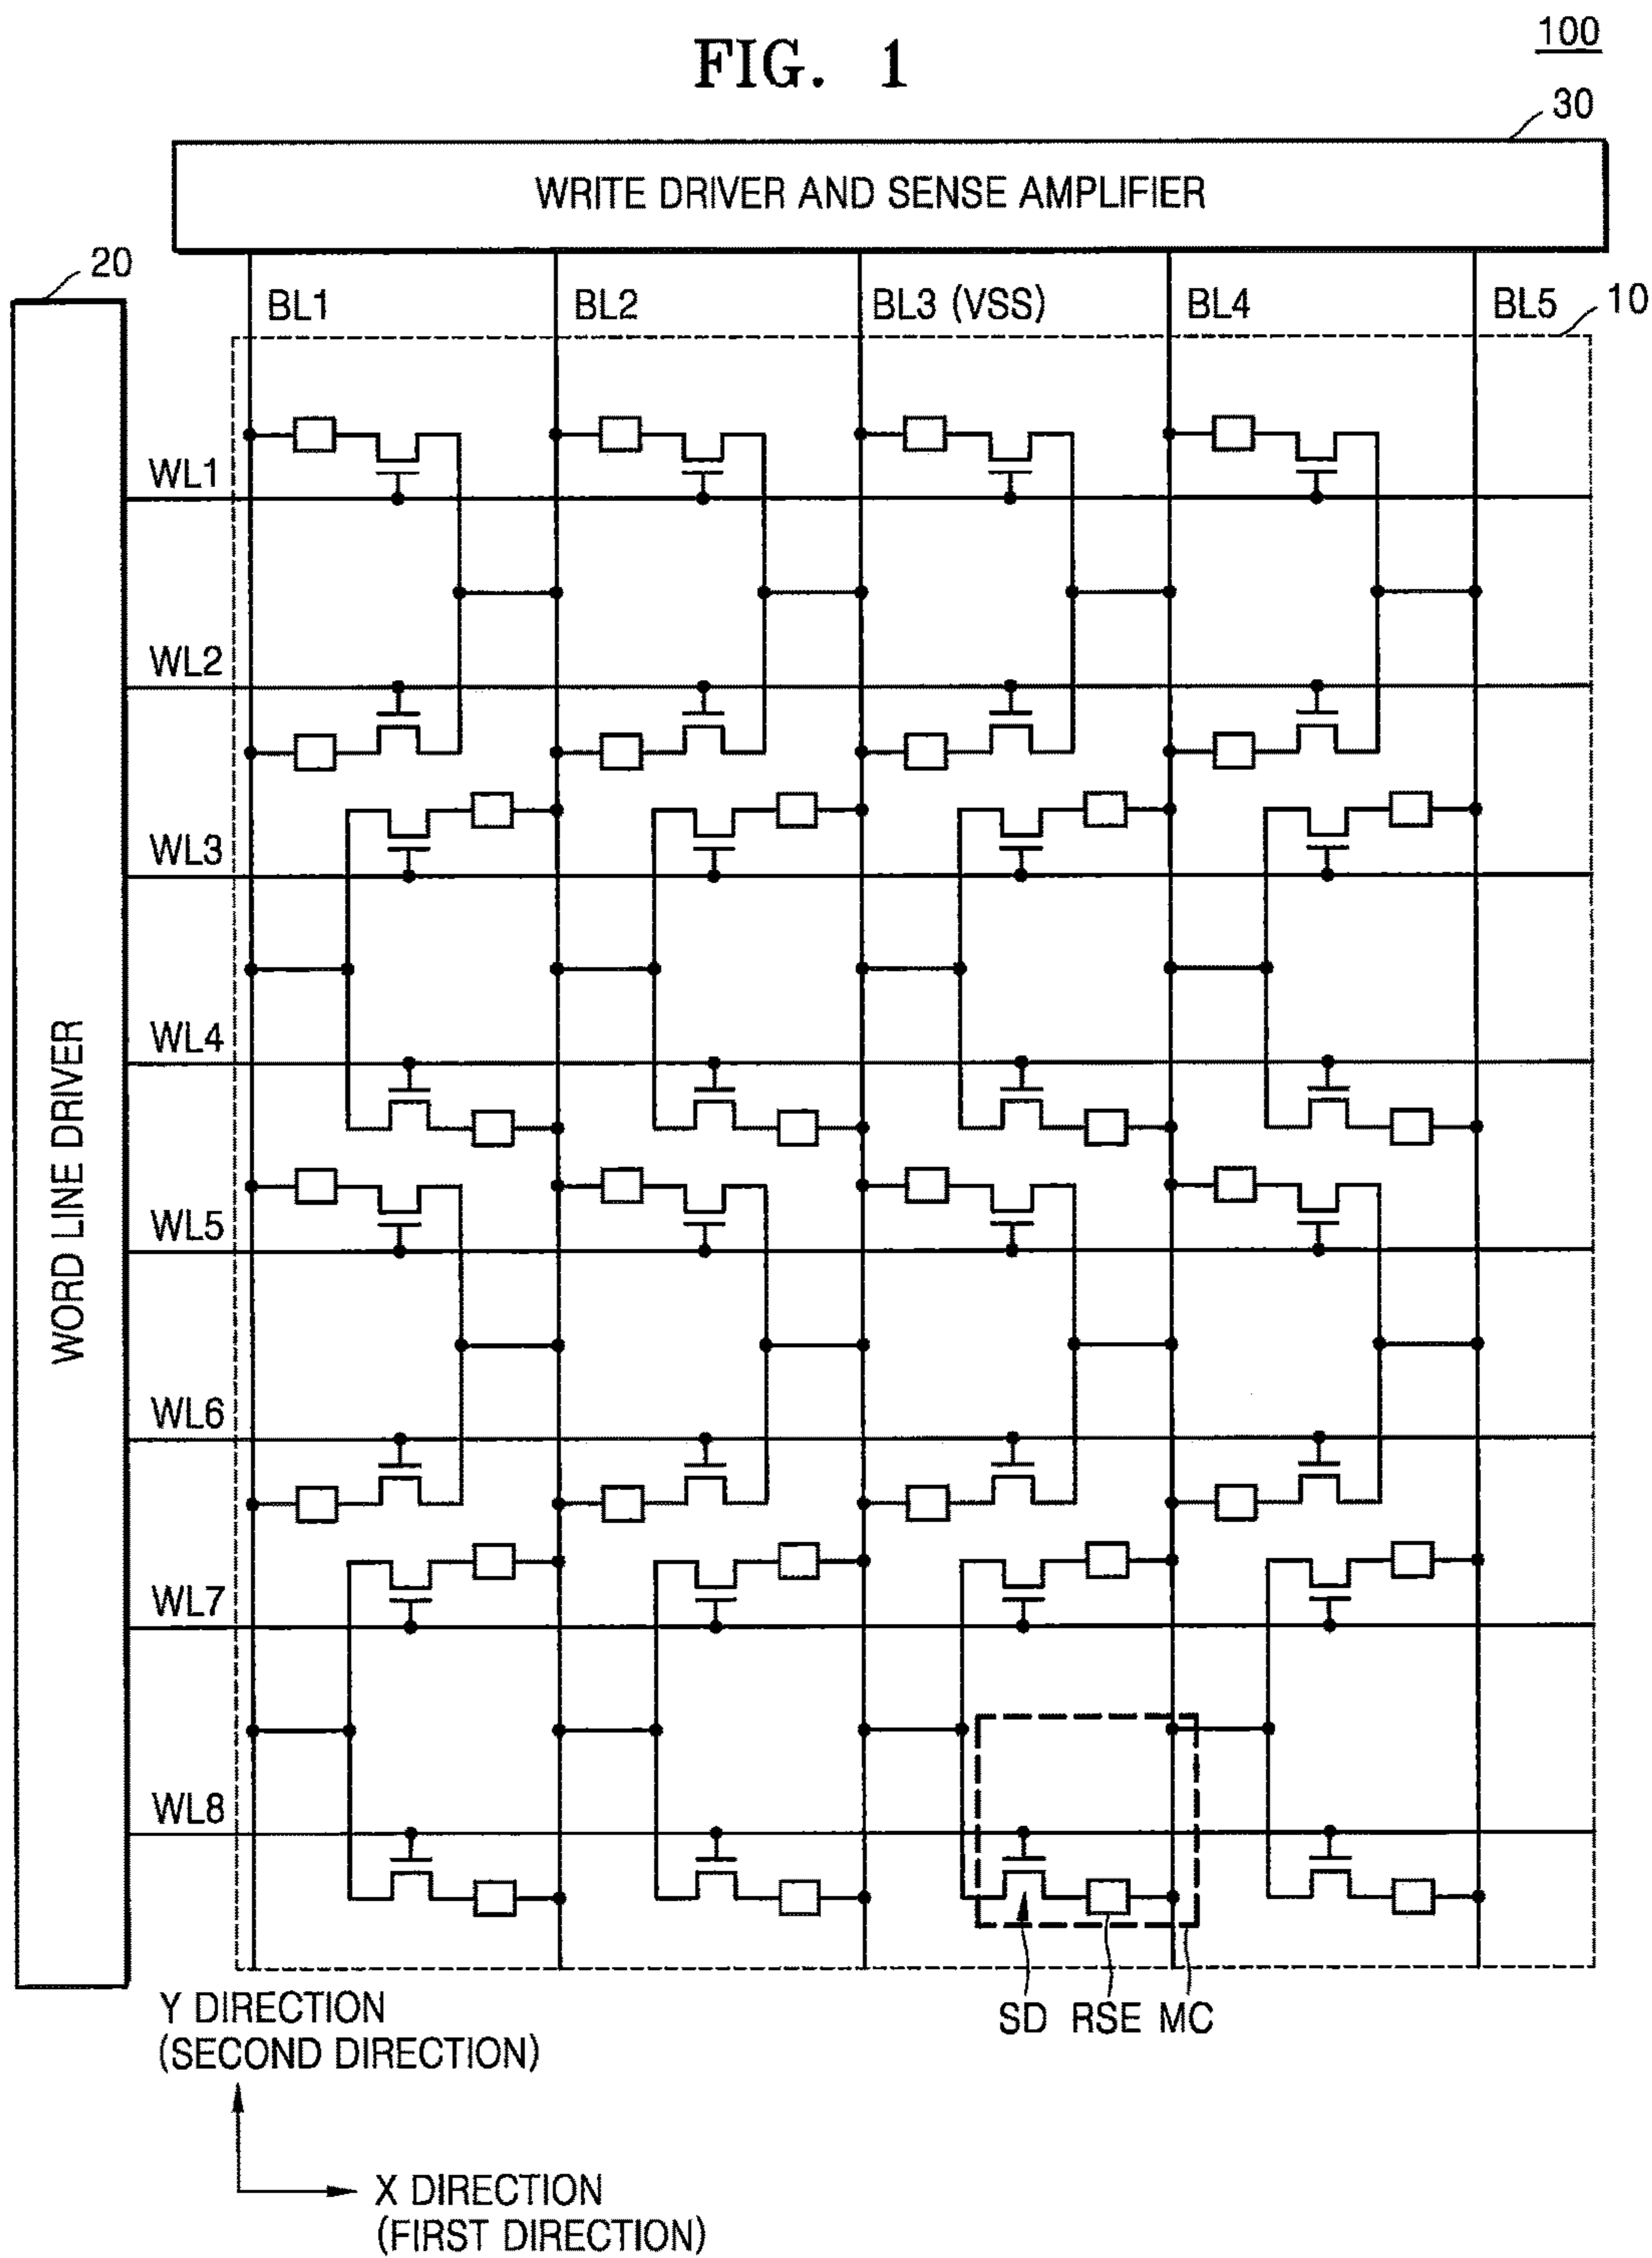 FIG. 1
100
30
WRITE DRIVER AND SENSE AMPLIFIER
20
BL1
BL2
BL3 (VSS)
BL4
BL5
10
WL1
WL2
WL3
WL4
WL5
WL6
WL7
WL8
WORD LINE DRIVER
SD
RSE
MC
Y DIRECTION
(SECOND DIRECTION)
X DIRECTION
(FIRST DIRECTION)